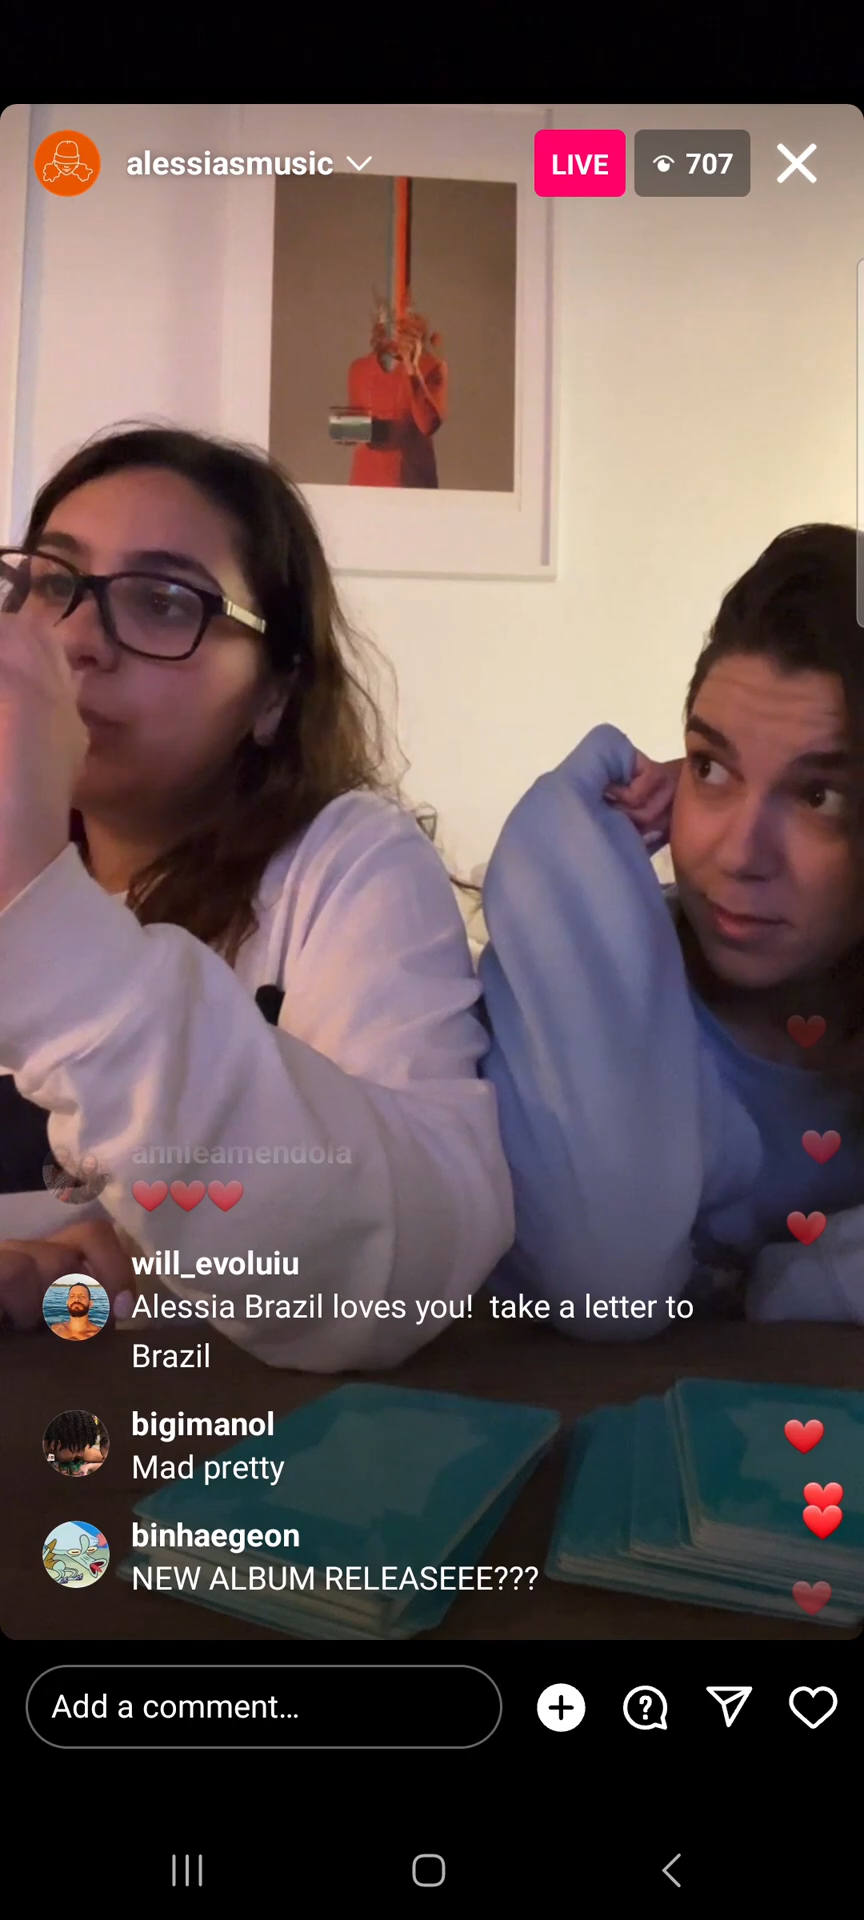 alessiasmusic
LIVE
707
annieamendola
❤️❤️❤️
will_evoluiu
Alessia Brazil loves you!  take a letter to
Brazil
bigimanol
Mad pretty
binhaegeon
NEW ALBUM RELEASEEE???
Add a comment...